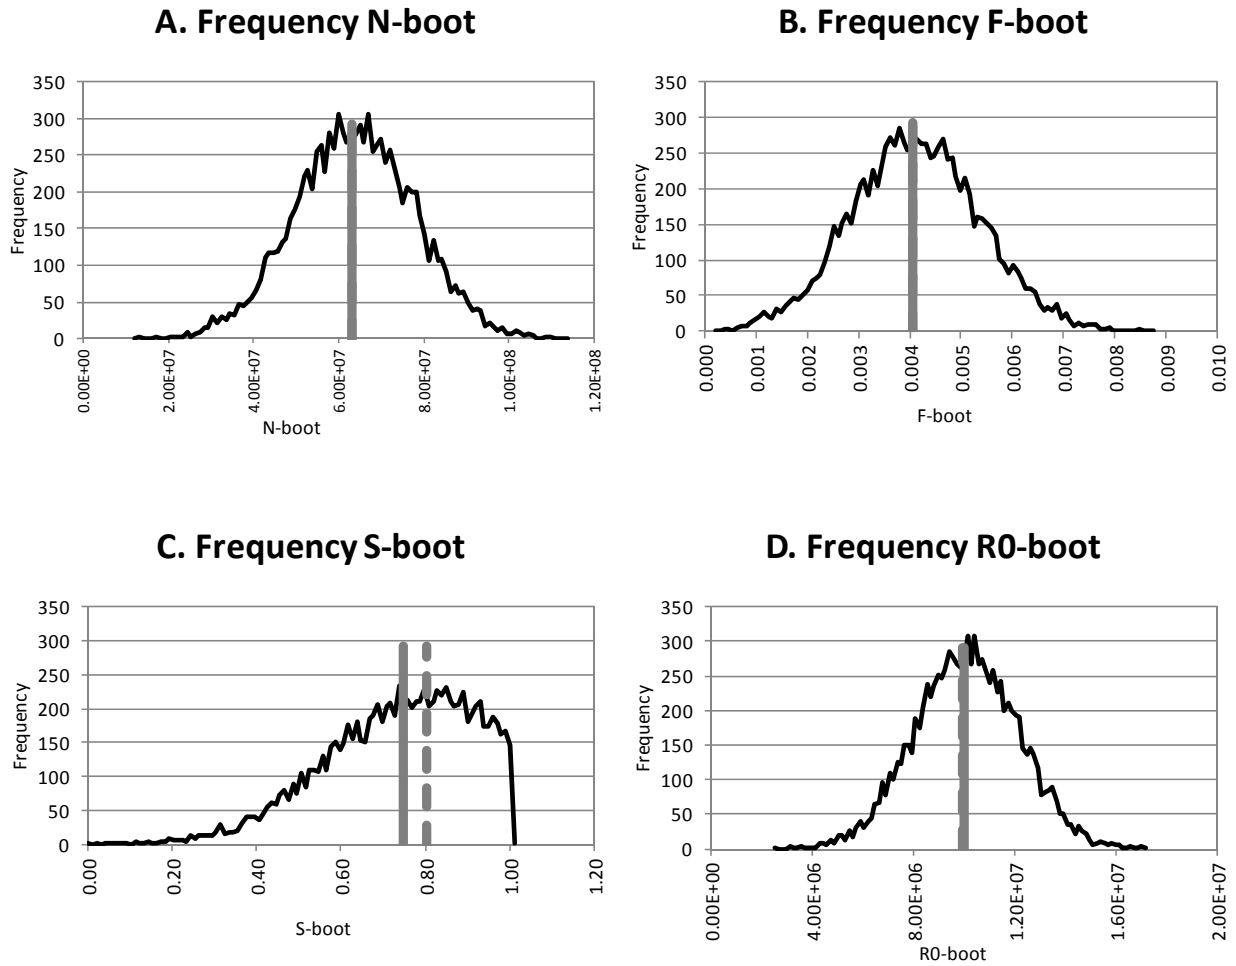 A. Frequency N-boot
350
300
250
200
150
100
50
0
Frequency
0.00E+00
2.00E+07
4.00E+07
6.00E+07
8.00E+07
1.00E+08
1.20E+08
N-boot
B. Frequency F-boot
350
300
250
200
150
100
50
0
Frequency
0.000
0.001
0.002
0.003
0.004
0.005
0.006
0.007
0.008
0.009
0.010
F-boot
C. Frequency S-boot
350
300
250
200
150
100
50
0
Frequency
0.00
0.20
0.40
0.60
0.80
1.00
1.20
S-boot
D. Frequency R0-boot
350
300
250
200
150
100
50
0
Frequency
0.00E+00
4.00E+06
8.00E+06
1.20E+07
1.60E+07
2.00E+07
R0-boot